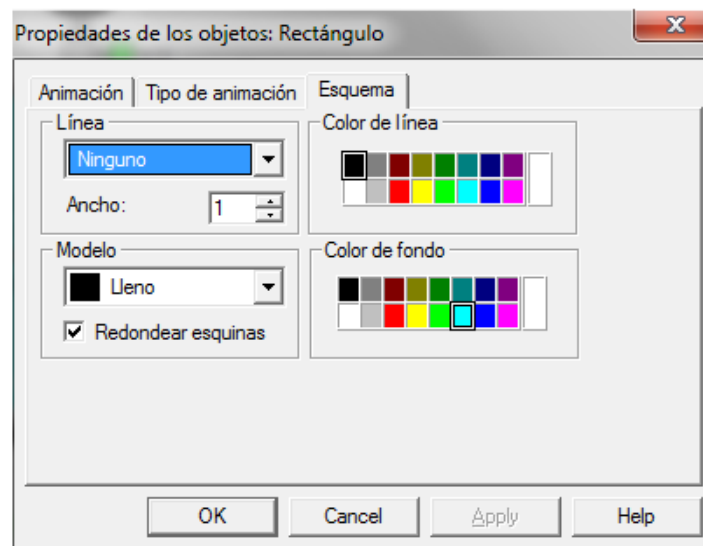 Propiedades de los objetos: Rectángulo
Animación Tipo de animación Esquema
Línea
Ninguno
Ancho: 1
Color de línea
Modelo
Lleno
Redondear esquinas
Color de fondo
OK Cancel Apply Help